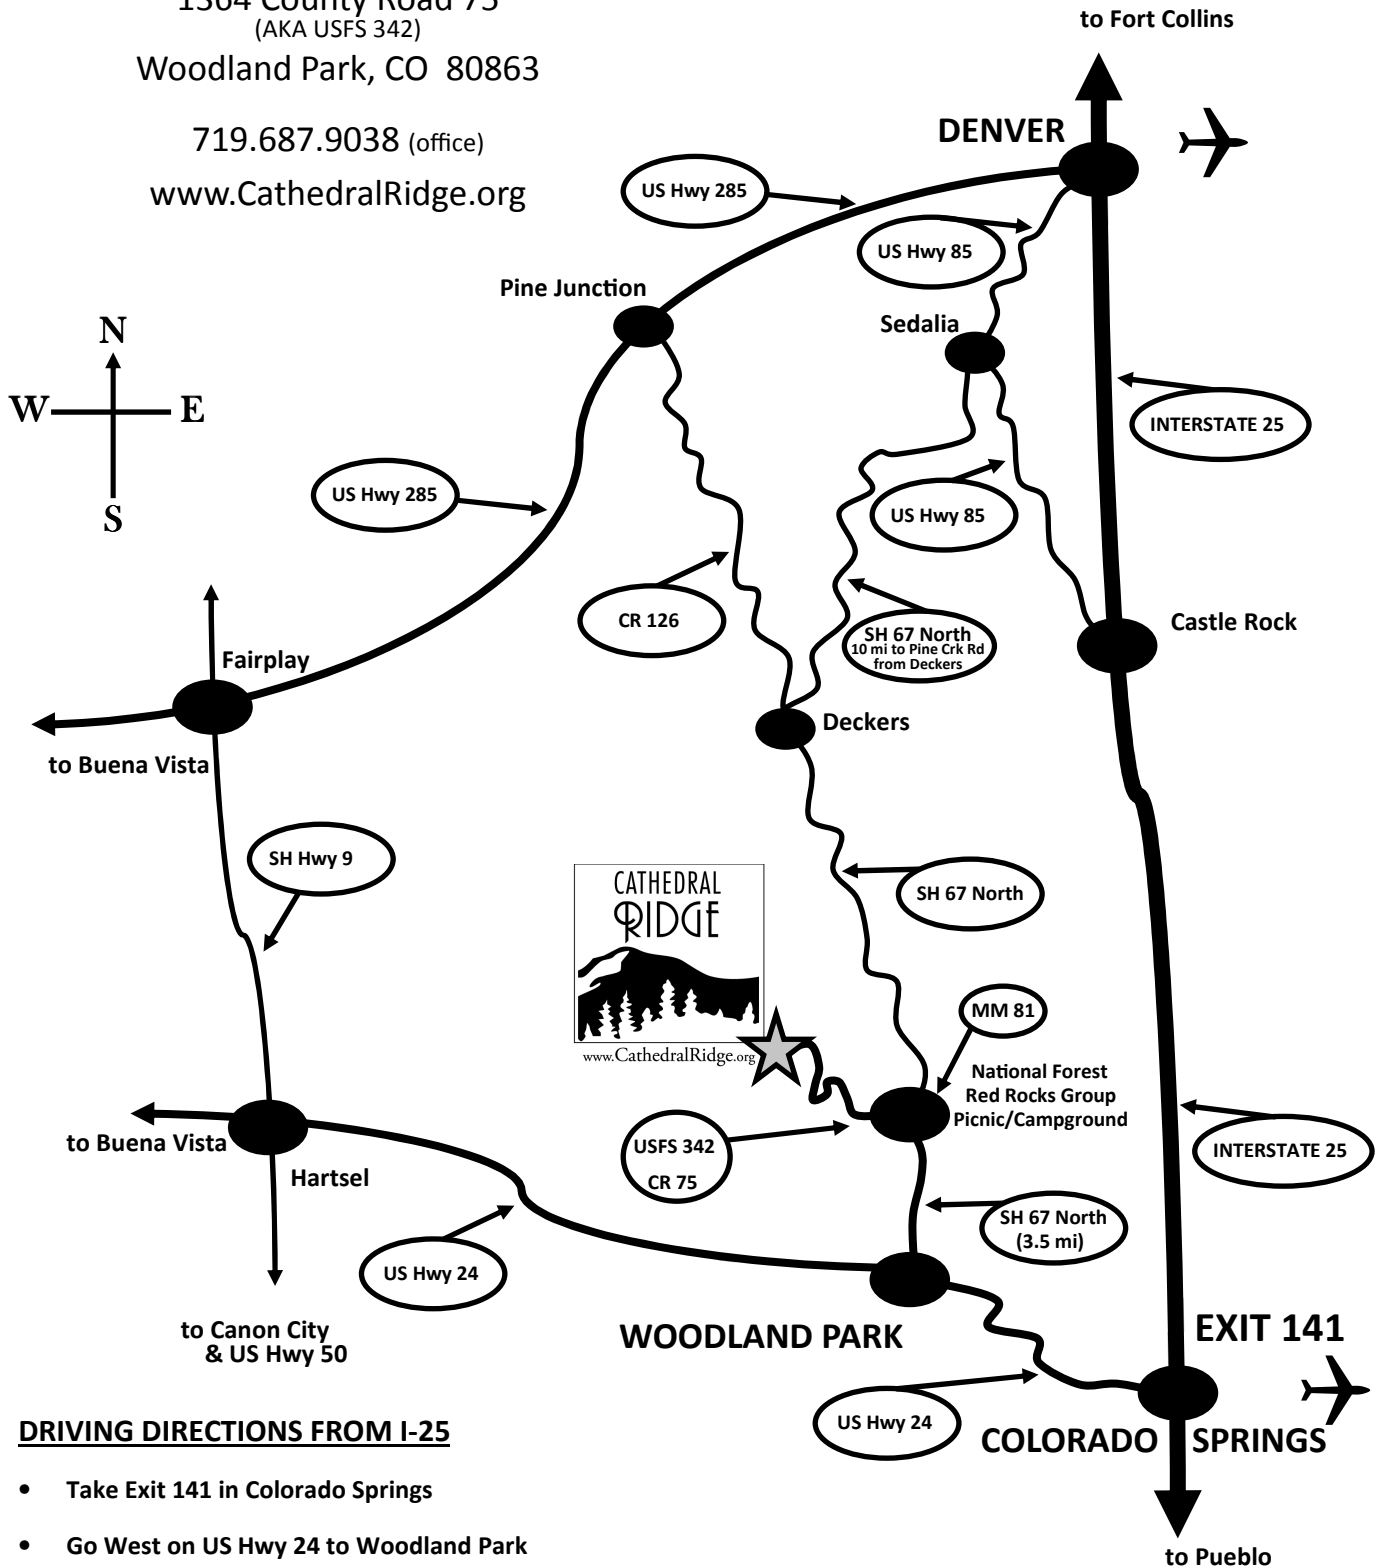 1364 County Road 75
(AKA USFS 342)
Woodland Park, CO 80863
719.687.9038 (office)
www.CathedralRidge.org
to Fort Collins
DENVER
US Hwy 285
US Hwy 85
Pine Junction
Sedalia
N
W E
S
INTERSTATE 25
US Hwy 285
US Hwy 85
CR 126
SH 67 North
10 mi to Pine Crk Rd
from Deckers
Castle Rock
Fairplay
Deckers
to Buena Vista
SH Hwy 9
CATHEDRAL
RIDGE
www.CathedralRidge.org
SH 67 North
MM 81
National Forest
Red Rocks Group
Picnic/Campground
USFS 342
CR 75
to Buena Vista
Hartsel
INTERSTATE 25
SH 67 North
(3.5 mi)
US Hwy 24
to Canon City
& US Hwy 50
WOODLAND PARK
EXIT 141
US Hwy 24
COLORADO SPRINGS
DRIVING DIRECTIONS FROM I-25
• Take Exit 141 in Colorado Springs
• Go West on US Hwy 24 to Woodland Park
to Pueblo